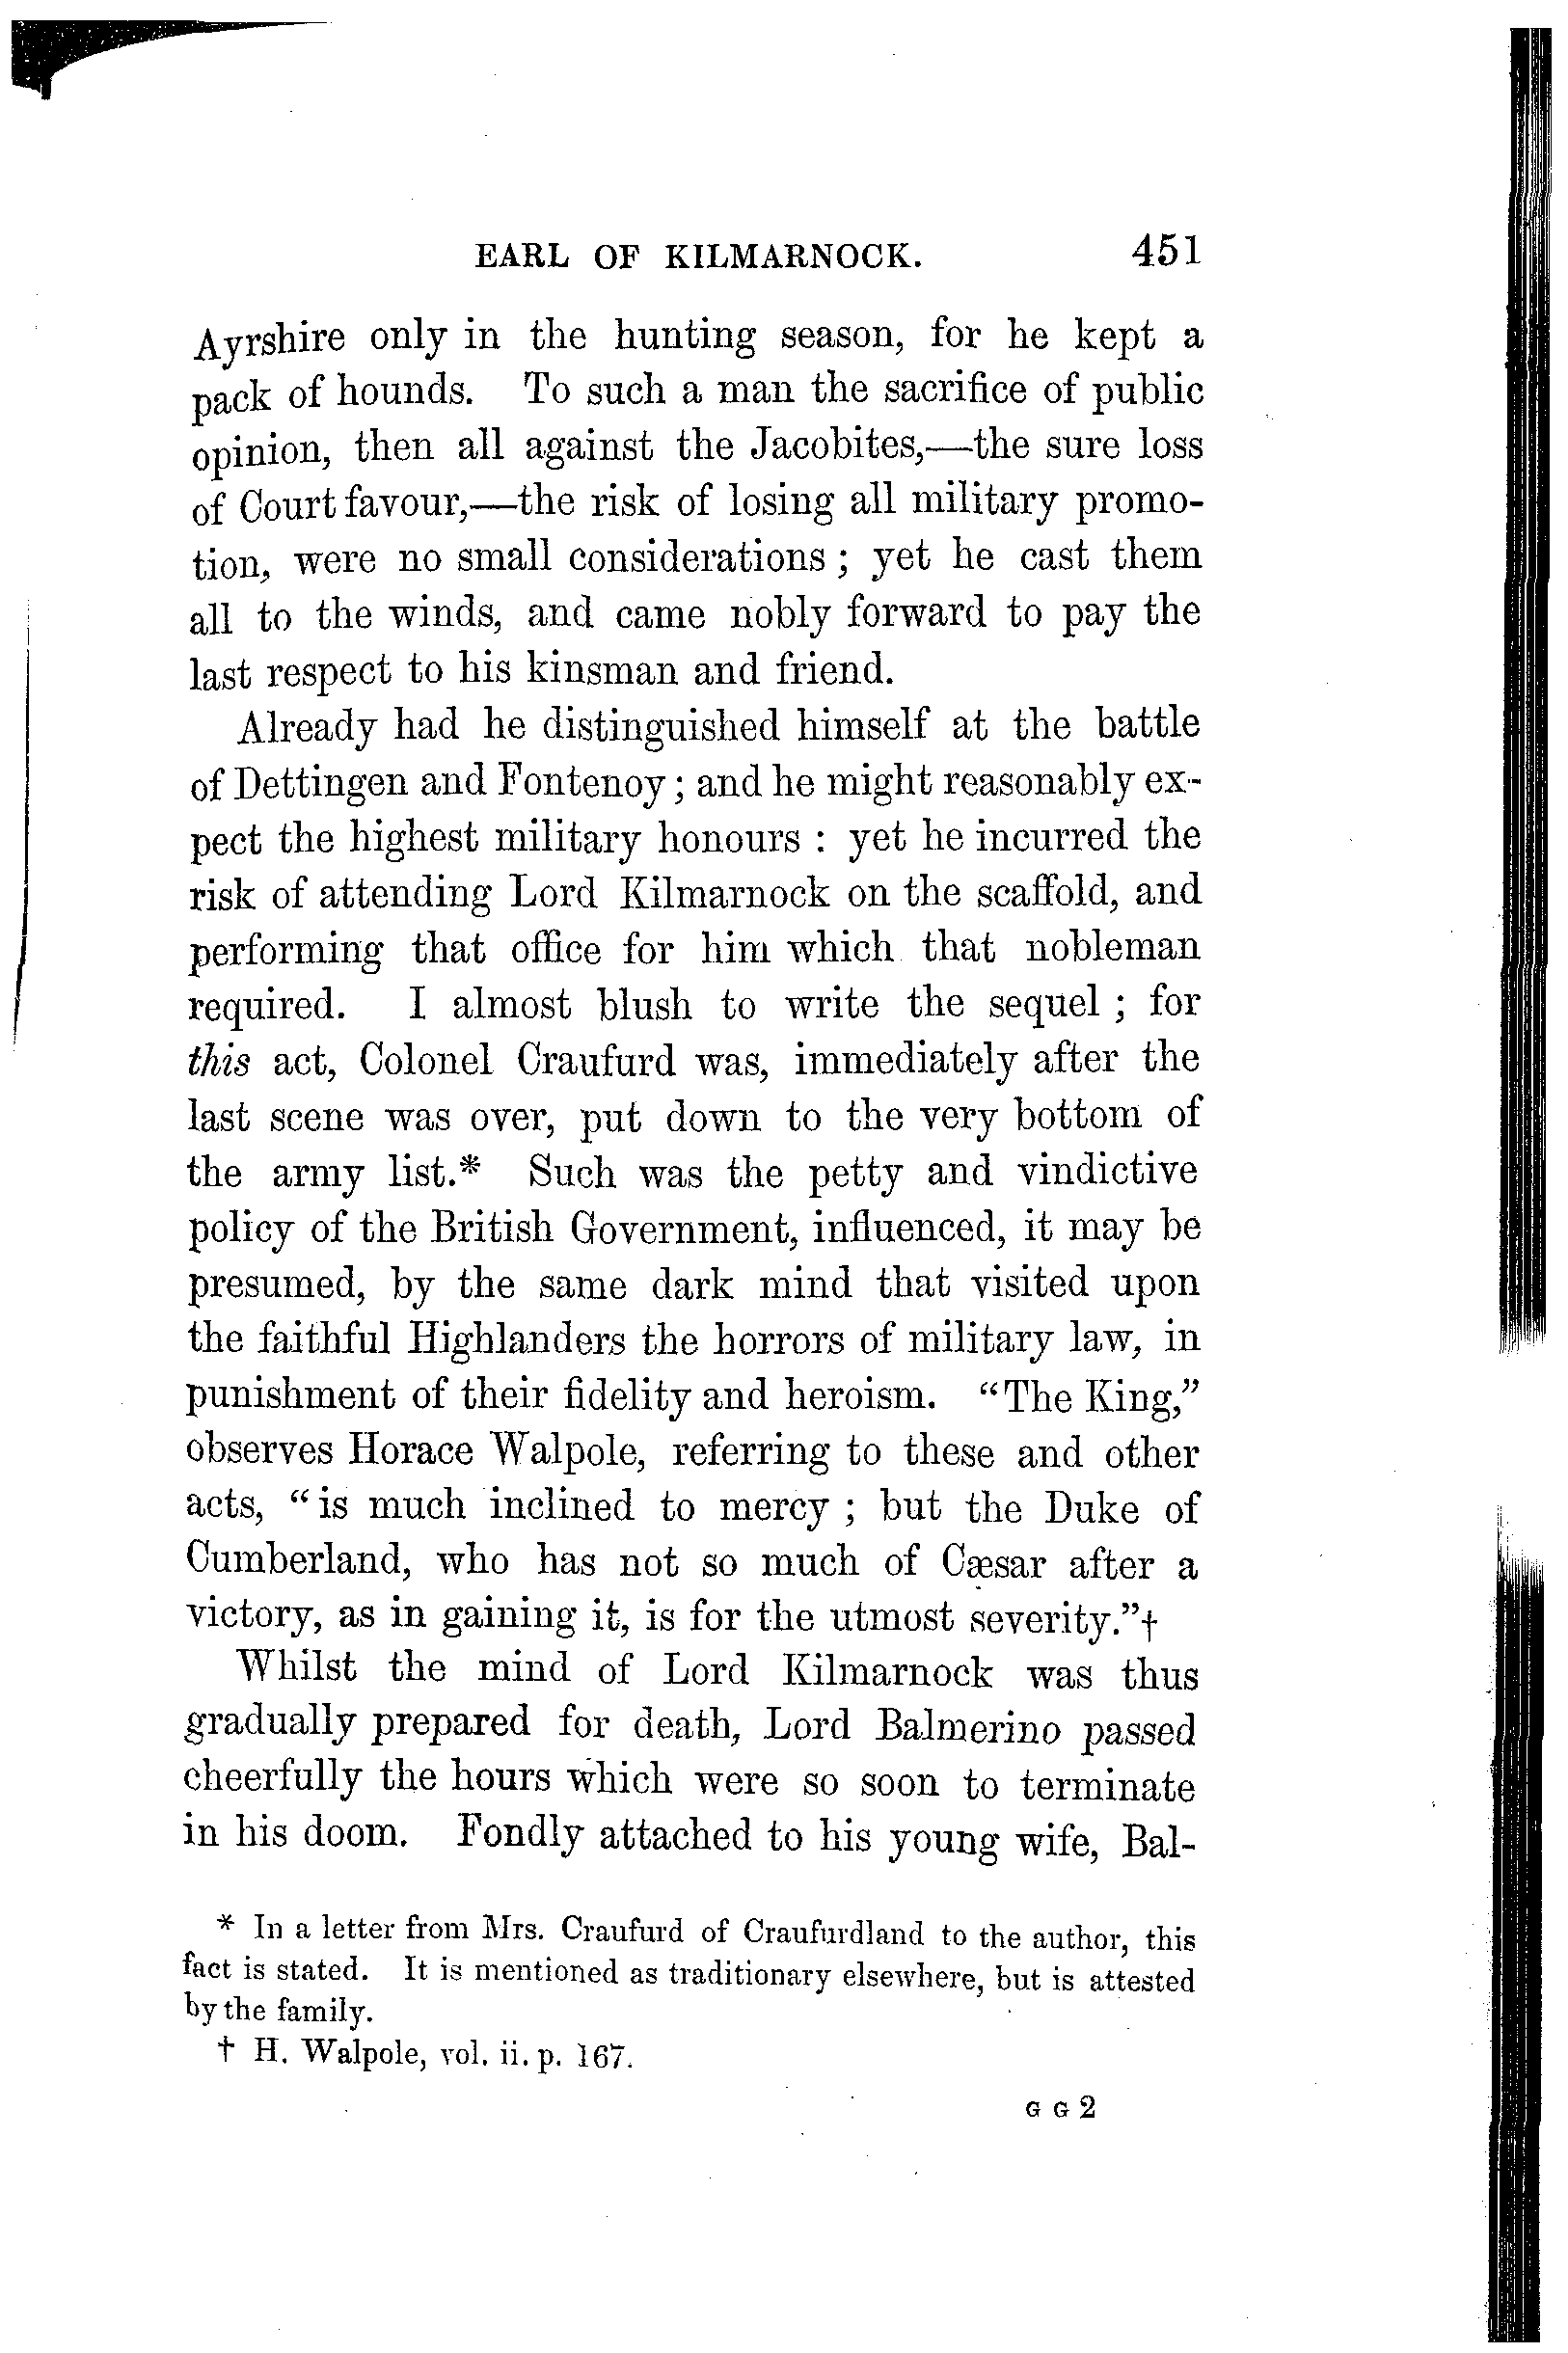 EARL OF KILMARNOCK. 451
Ayrshire only in the hunting season, for he kept a
pack of hounds. To such a man the sacrifice of public
opinion, then all against the Jacobites,—the sure loss
of Court favour,—the risk of losing all military promo-
tion, were no small considerations ; yet he cast them
all to the winds, and came nobly forward to pay the
last respect to his kinsman and friend.
Already had he distinguished himself at the battle
of Dettingen and Fontenoy ; and he might reasonably ex-
pect the highest military honours : yet he incurred the
risk of attending Lord Kilmarnock on the scaffold, and
performing that office for him which that nobleman
required. I almost blush to write the sequel ; for
this act, Colonel Craufurd was, immediately after the
last scene was over, put down to the very bottom of
the army list.* Such was the petty and vindictive
policy of the British Government, influenced, it may be
presumed, by the same dark mind that visited upon
the faithful Highlanders the horrors of military law, in
punishment of their fidelity and heroism. "The King,"
observes Horace Walpole, referring to these and other
acts, "is much inclined to mercy ; but the Duke of
Cumberland, who has not so much of Cæsar after a
victory, as in gaining it, is for the utmost severity."†
Whilst the mind of Lord Kilmarnock was thus
gradually prepared for death, Lord Balmerino passed
cheerfully the hours which were so soon to terminate
in his doom. Fondly attached to his young wife, Bal-
* In a letter from Mrs. Craufurd of Craufurdland to the author, this
fact is stated. It is mentioned as traditionary elsewhere, but is attested
by the family.
† H. Walpole, vol. ii. p. 167.
G G 2